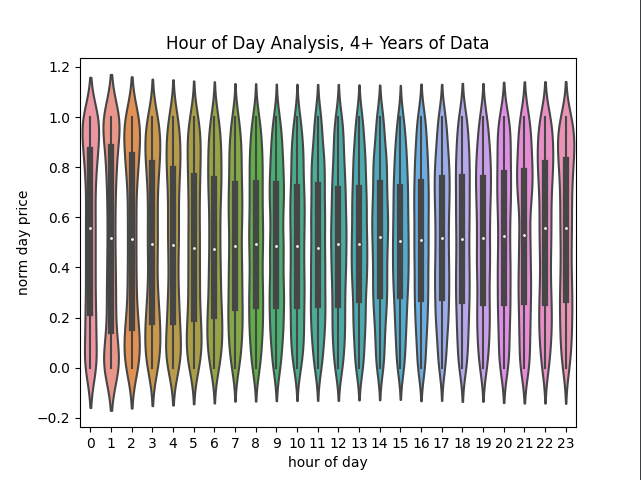 Hour of Day Analysis, 4+ Years of Data
1.2
1.0
0.8
0.6
0.4
0.2
0.0
−0.2
norm day price
0 1 2 3 4 5 6 7 8 9 10 11 12 13 14 15 16 17 18 19 20 21 22 23
hour of day